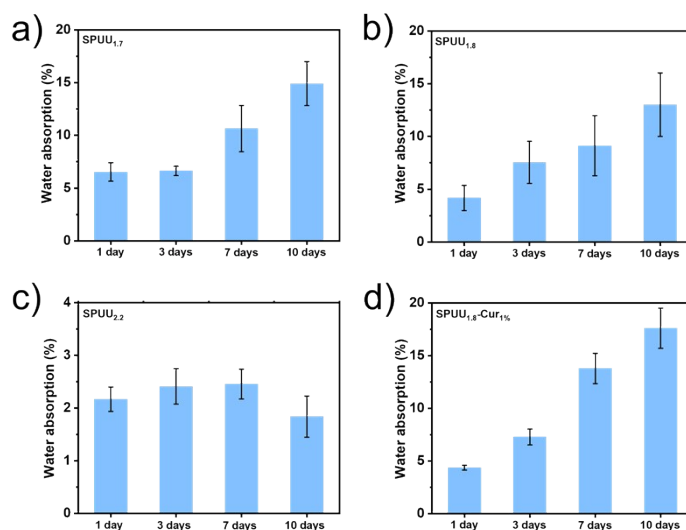 a)
SPUU1.7
Water absorption (%)
20
15
10
5
0
1 day 3 days 7 days 10 days
b)
SPUU1.8
Water absorption (%)
20
15
10
5
0
1 day 3 days 7 days 10 days
c)
SPUU2.2
Water absorption (%)
4
3
2
1
0
1 day 3 days 7 days 10 days
d)
SPUU1.8-Cur1%
Water absorption (%)
20
15
10
5
0
1 day 3 days 7 days 10 days